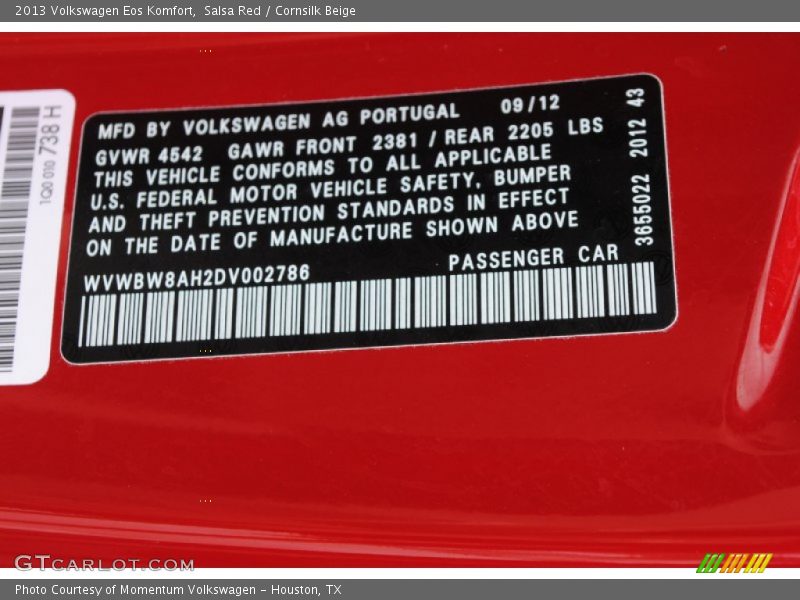 2013 Volkswagen Eos Komfort, Salsa Red / Cornsilk Beige
1Q0 010 738 H
MFD BY VOLKSWAGEN AG PORTUGAL 09/12
GVWR 4542 GAWR FRONT 2381 / REAR 2205 LBS
THIS VEHICLE CONFORMS TO ALL APPLICABLE
U.S. FEDERAL MOTOR VEHICLE SAFETY, BUMPER
AND THEFT PREVENTION STANDARDS IN EFFECT
ON THE DATE OF MANUFACTURE SHOWN ABOVE
WVWBW8AH2DV002786 PASSENGER CAR
3655022 2012 43
GTCARLOT.COM
Photo Courtesy of Momentum Volkswagen - Houston, TX